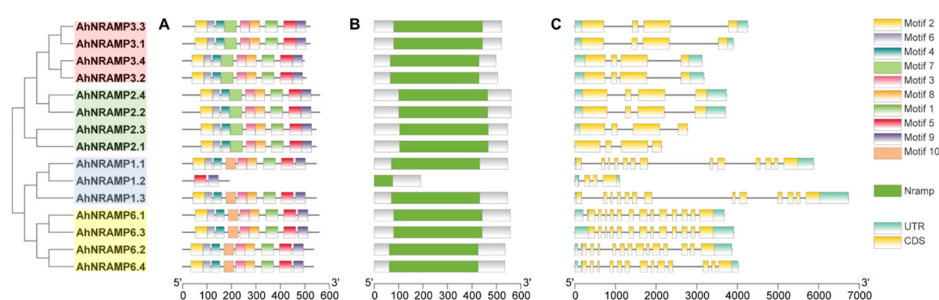 A
B
C
AhNRAMP3.3
AhNRAMP3.1
AhNRAMP3.4
AhNRAMP3.2
AhNRAMP2.4
AhNRAMP2.2
AhNRAMP2.3
AhNRAMP2.1
AhNRAMP1.1
AhNRAMP1.2
AhNRAMP1.3
AhNRAMP6.1
AhNRAMP6.3
AhNRAMP6.2
AhNRAMP6.4
5' 3'
0 100 200 300 400 500 600
5' 3'
0 100 200 300 400 500 600
5' 3'
0 1000 2000 3000 4000 5000 6000 7000
Motif 2
Motif 6
Motif 4
Motif 7
Motif 3
Motif 8
Motif 1
Motif 5
Motif 9
Motif 10
Nramp
UTR
CDS